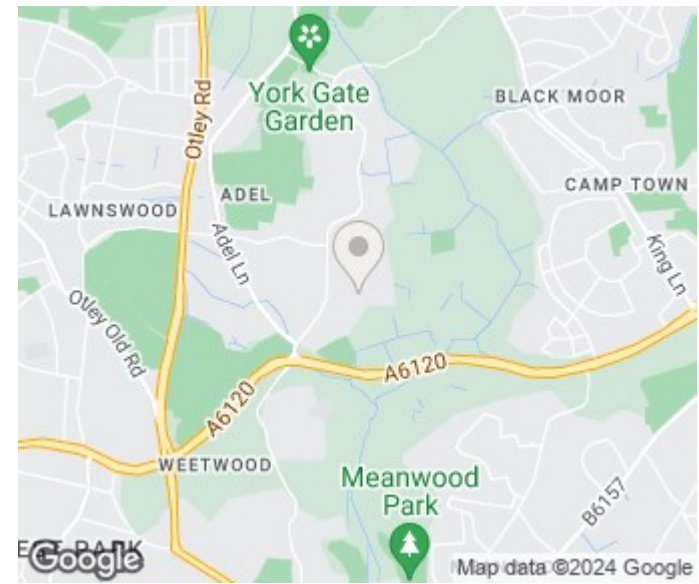 York Gate
Garden
BLACK MOOR
Otley Rd
CAMP TOWN
ADEL
LAWNSWOOD
Adel Ln
King Ln
Otley Old Rd
A6120
A6120
WEETWOOD
Meanwood
Park
B6157
PARK
Google
Map data ©2024 Google